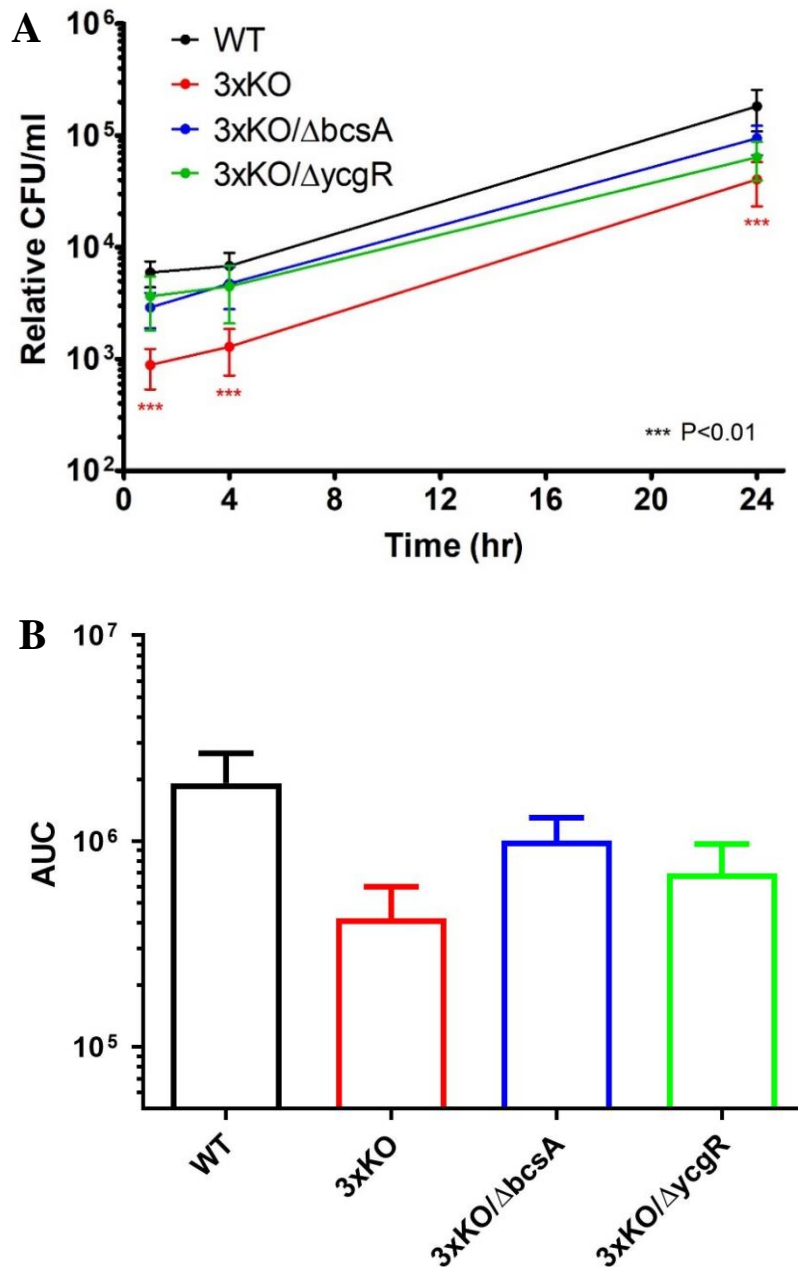 A
10⁶
WT
3xKO
3xKO/ΔbcsA
3xKO/ΔycgR
10⁵
10⁴
10³
10²
Relative CFU/ml
***
***
***
*** P<0.01
0 4 8 12 16 20 24
Time (hr)
B
10⁷
10⁶
10⁵
AUC
WT
3xKO
3xKO/ΔbcsA
3xKO/ΔycgR